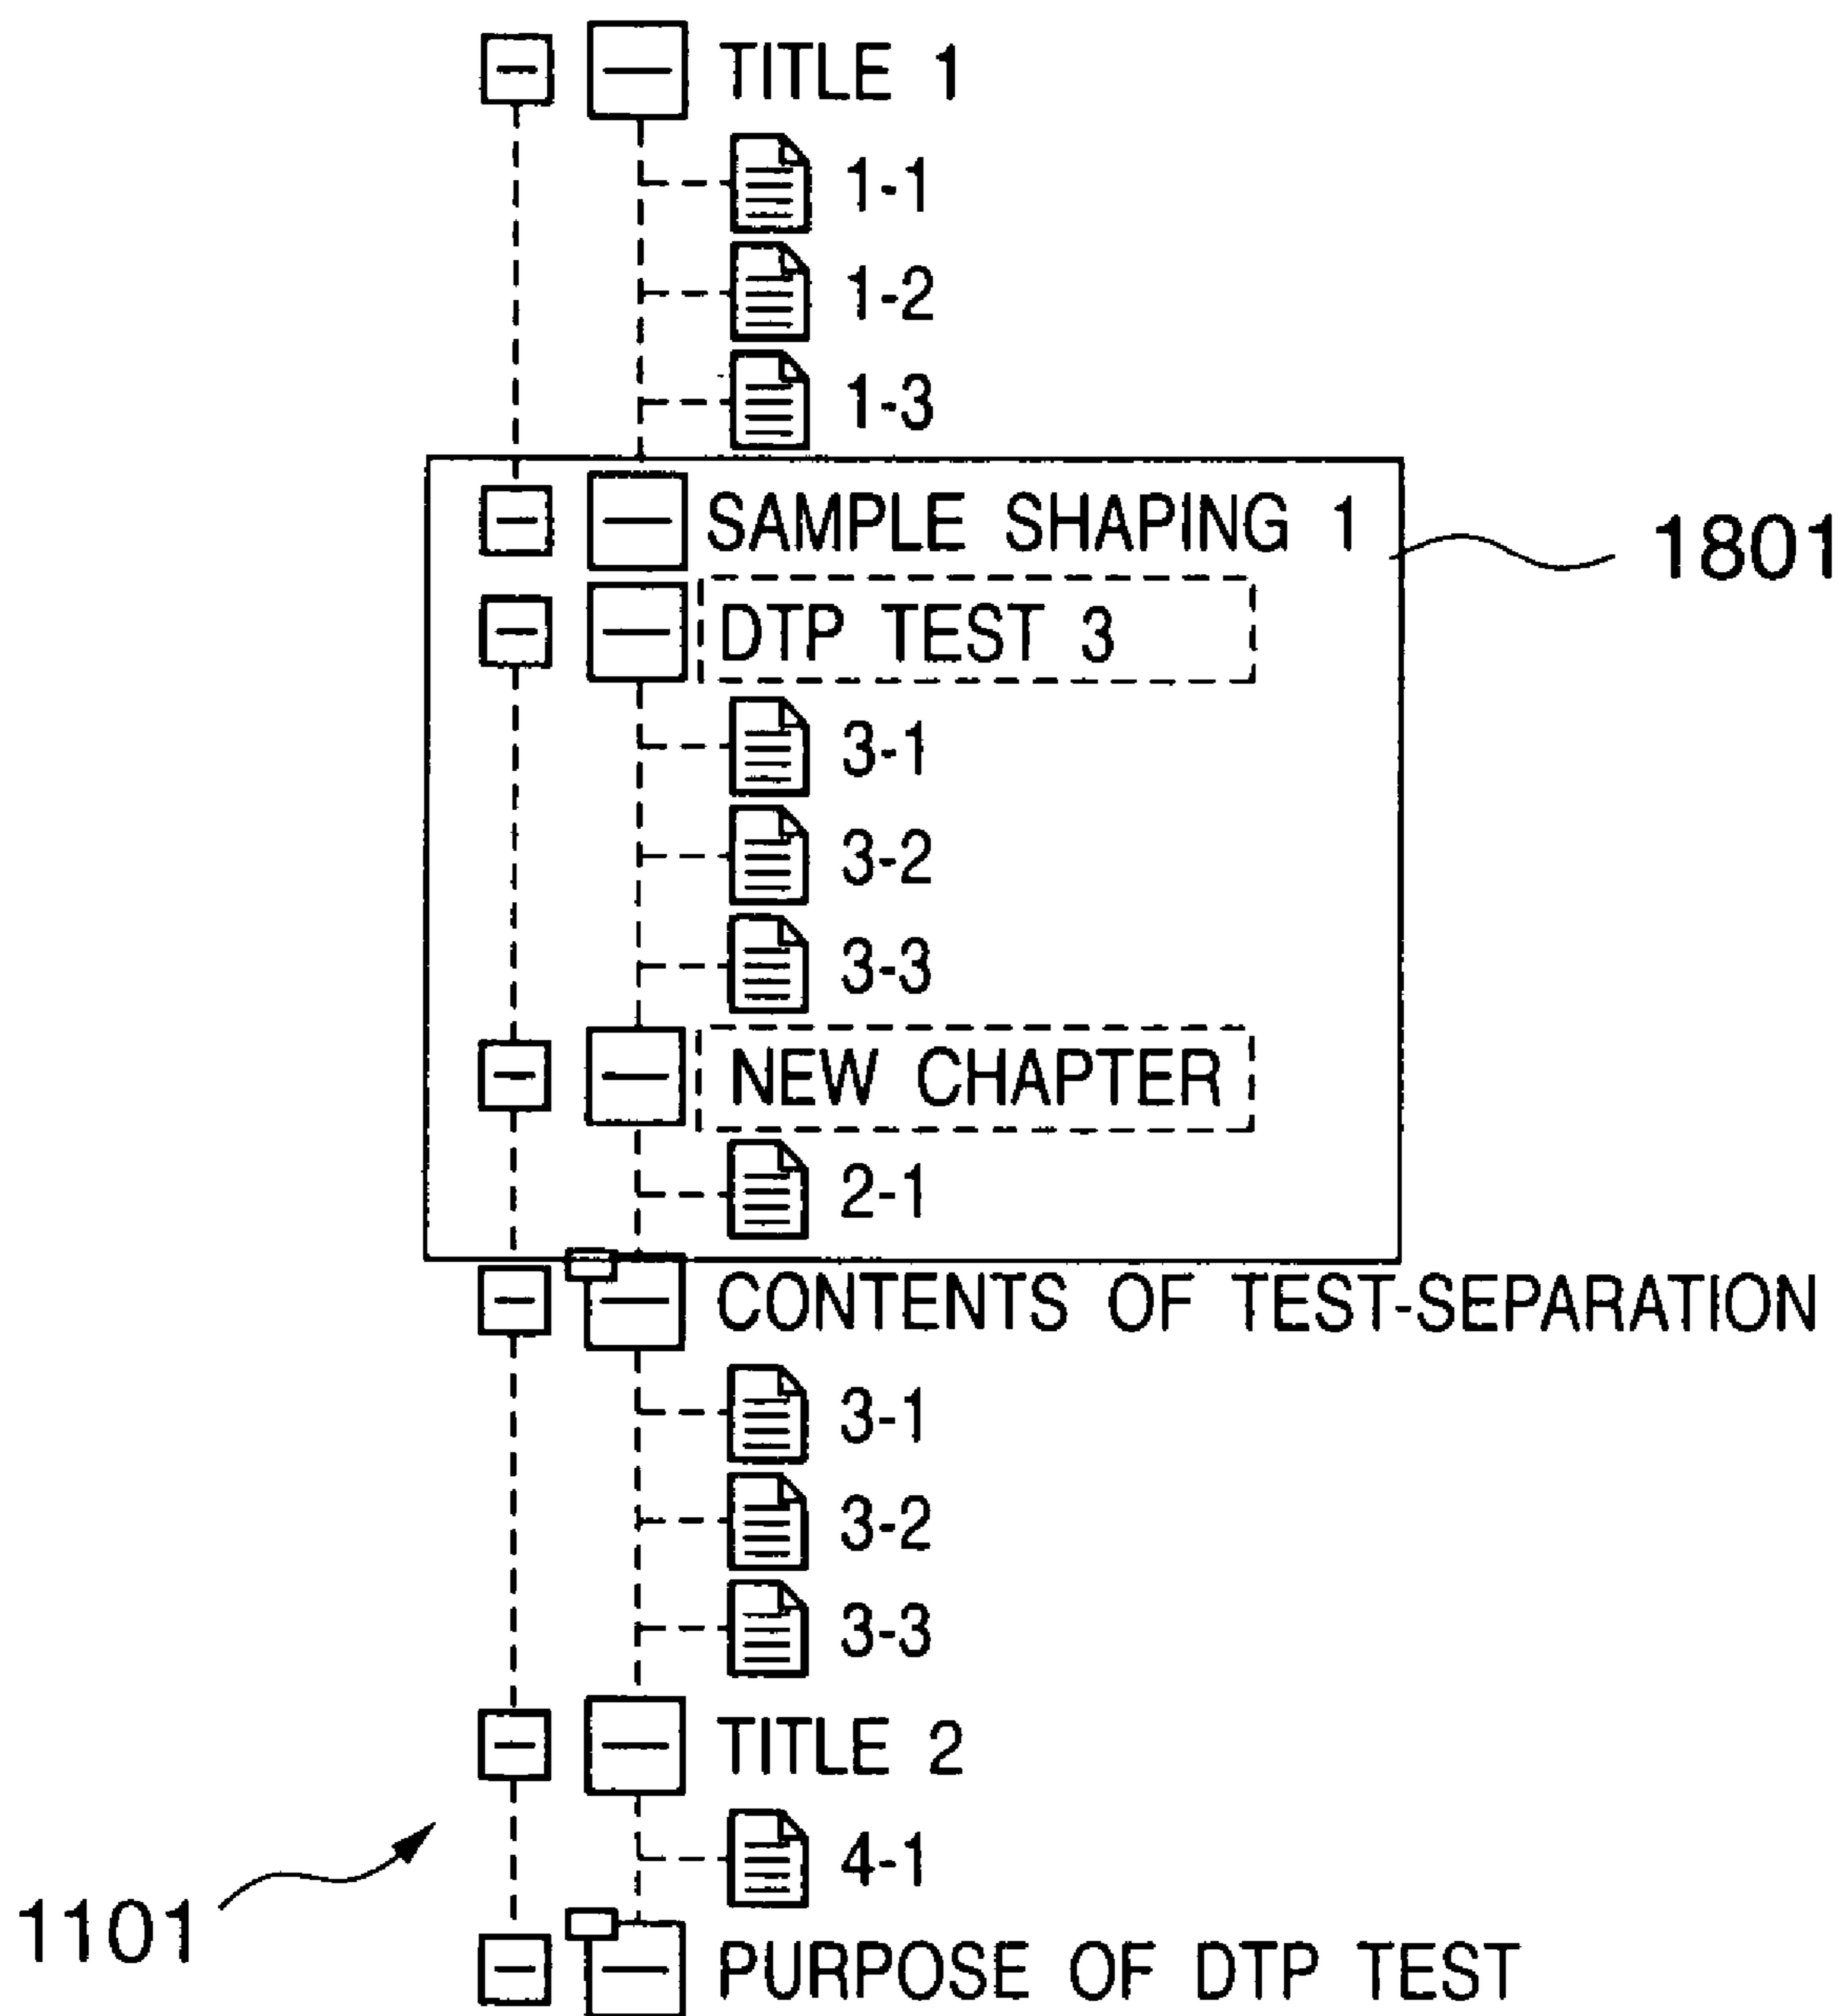 TITLE 1
1-1
1-2
1-3
SAMPLE SHAPING 1
1801
DTP TEST 3
3-1
3-2
3-3
NEW CHAPTER
2-1
CONTENTS OF TEST-SEPARATION
3-1
3-2
3-3
TITLE 2
4-1
1101
PURPOSE OF DTP TEST